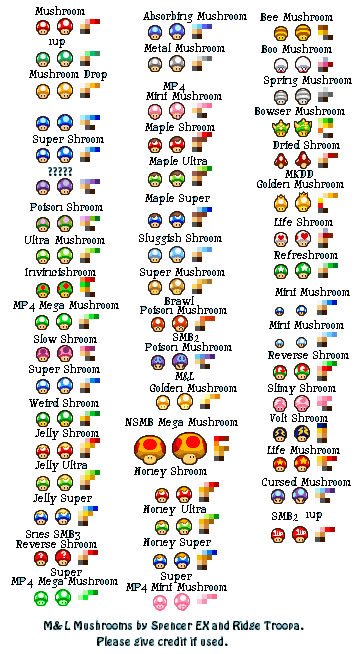 Mushroom
1up
Mushroom Drop
Super Shroom
?????
Poison Shroom
Ultra Mushroom
Invincishroom
MP4 Mega Mushroom
Slow Shroom
Super Shroom
Weird Shroom
Jelly Shroom
Jelly Ultra
Jelly Super
Snes SMB3
Reverse Shroom
Super
MP4 Mega Mushroom
Absorbing Mushroom
Metal Mushroom
MP4
Mini Mushroom
Maple Shroom
Maple Ultra
Maple Super
Sluggish Shroom
Super Mushroom
Brawl
Poison Mushroom
SMB2
Poison Mushroom
M&L
Golden Mushroom
NSMB Mega Mushroom
Honey Shroom
Honey Ultra
Honey Super
Super
MP4 Mini Mushroom
Bee Mushroom
Boo Mushroom
Spring Mushroom
Bowser Mushroom
Dried Shroom
MKDD
Golden Mushroom
Life Shroom
Refreshroom
Mini Mushroom
Mini Mushroom
Reverse Shroom
Slimy Shroom
Volt Shroom
Life Mushroom
Cursed Mushroom
SMB2 1up
1up 1up
M&L Mushrooms by Spencer EX and Ridge Troopa.
Please give credit if used.